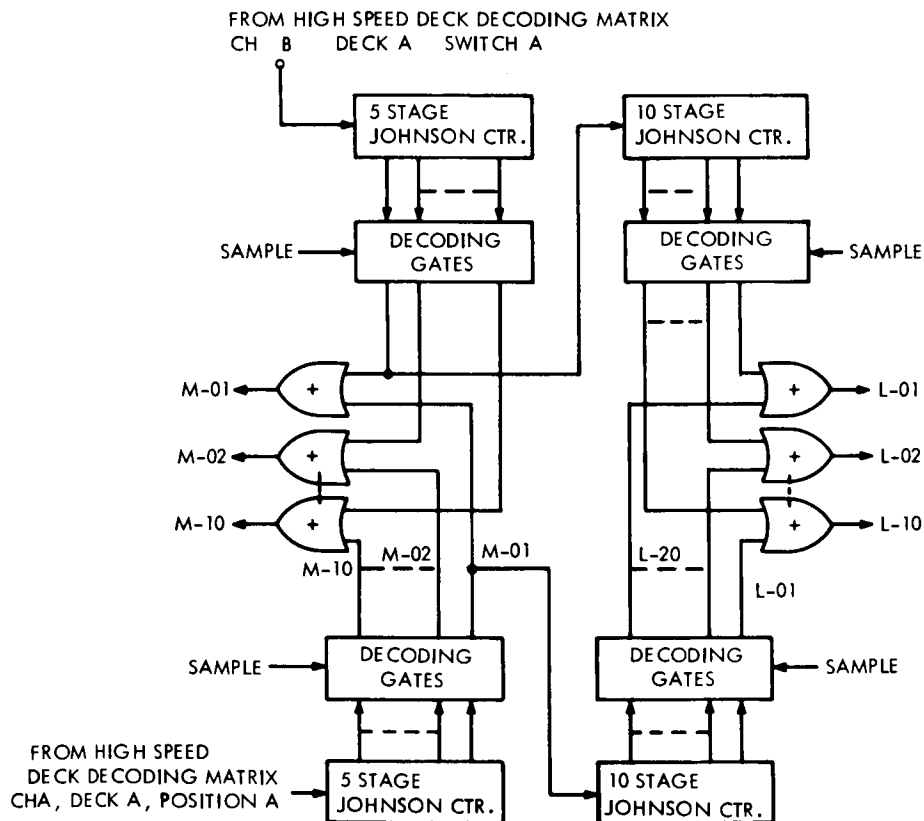 FROM HIGH SPEED DECK DECODING MATRIX
CH B DECK A SWITCH A
5 STAGE
JOHNSON CTR.
10 STAGE
JOHNSON CTR.
SAMPLE
DECODING
GATES
DECODING
GATES
SAMPLE
M-01
+
+
L-01
M-02
+
+
L-02
M-10
+
+
L-10
M-10
M-02
M-01
L-20
L-01
SAMPLE
DECODING
GATES
DECODING
GATES
SAMPLE
FROM HIGH SPEED
DECK DECODING MATRIX
CHA, DECK A, POSITION A
5 STAGE
JOHNSON CTR.
10 STAGE
JOHNSON CTR.